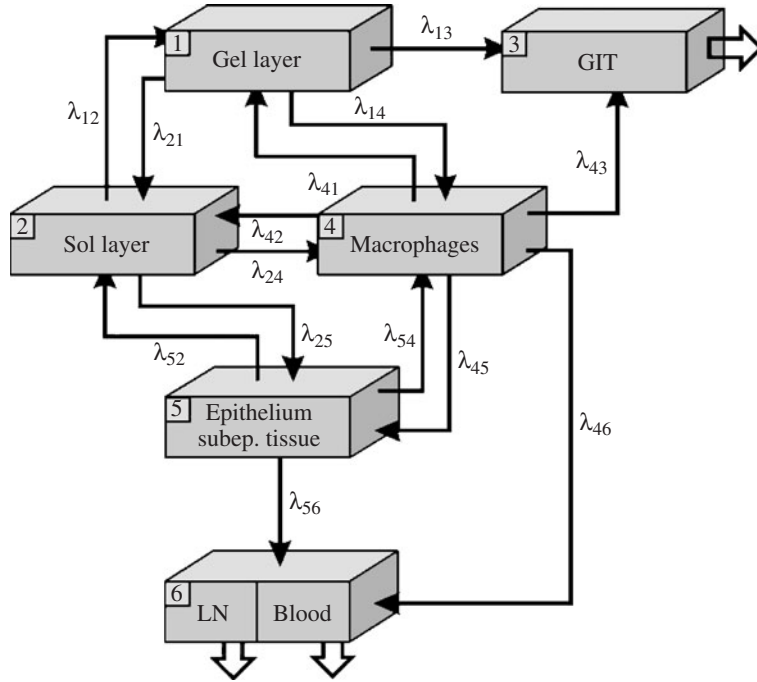 1
Gel layer
λ13
3
GIT
λ12
λ21
λ14
λ41
λ43
2
Sol layer
λ42
λ24
4
Macrophages
λ52
λ25
λ54
λ45
5
Epithelium
subep. tissue
λ46
λ56
6
LN
Blood